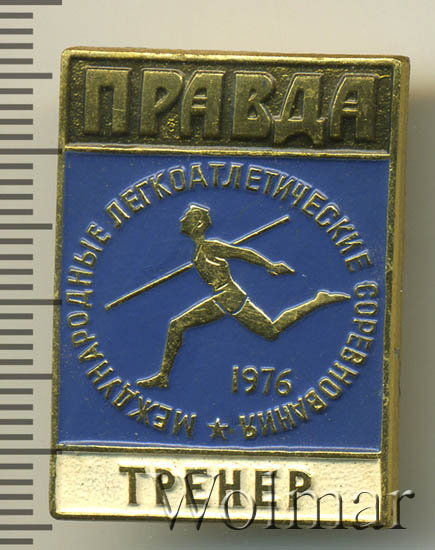 ПРАВДА
МЕЖДУНАРОДНЫЕ ЛЕГКОАТЛЕТИЧЕСКИЕ СОРЕВНОВАНИЯ ★
1976
ТРЕНЕР
Wolmar